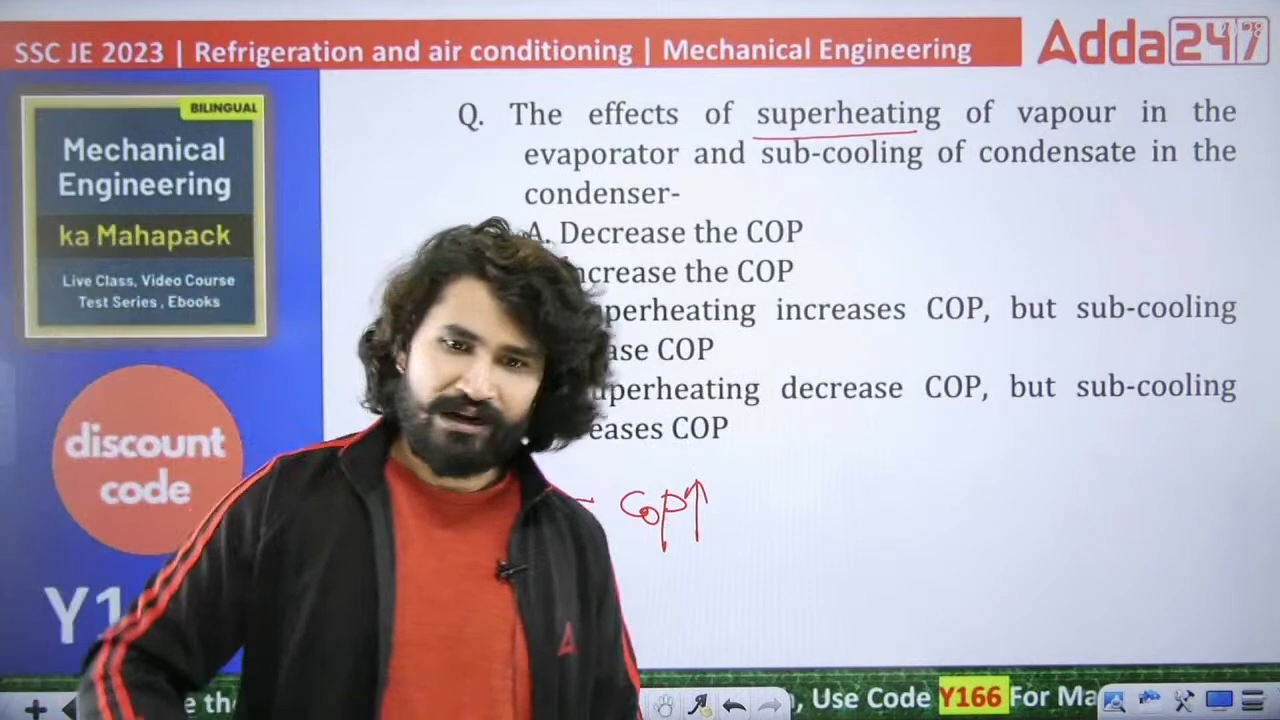 SSC JE 2023 | Refrigeration and air conditioning | Mechanical Engineering
Adda247
BILINGUAL
Mechanical
Engineering
ka Mahapack
Live Class, Video Course
Test Series , Ebooks
discount
code
Q. The effects of superheating of vapour in the
evaporator and sub-cooling of condensate in the
condenser-
A. Decrease the COP
ncrease the COP
perheating increases COP, but sub-cooling
ase COP
uperheating decrease COP, but sub-cooling
eases COP
COP↑
Y1
e the
, Use Code Y166 For Ma